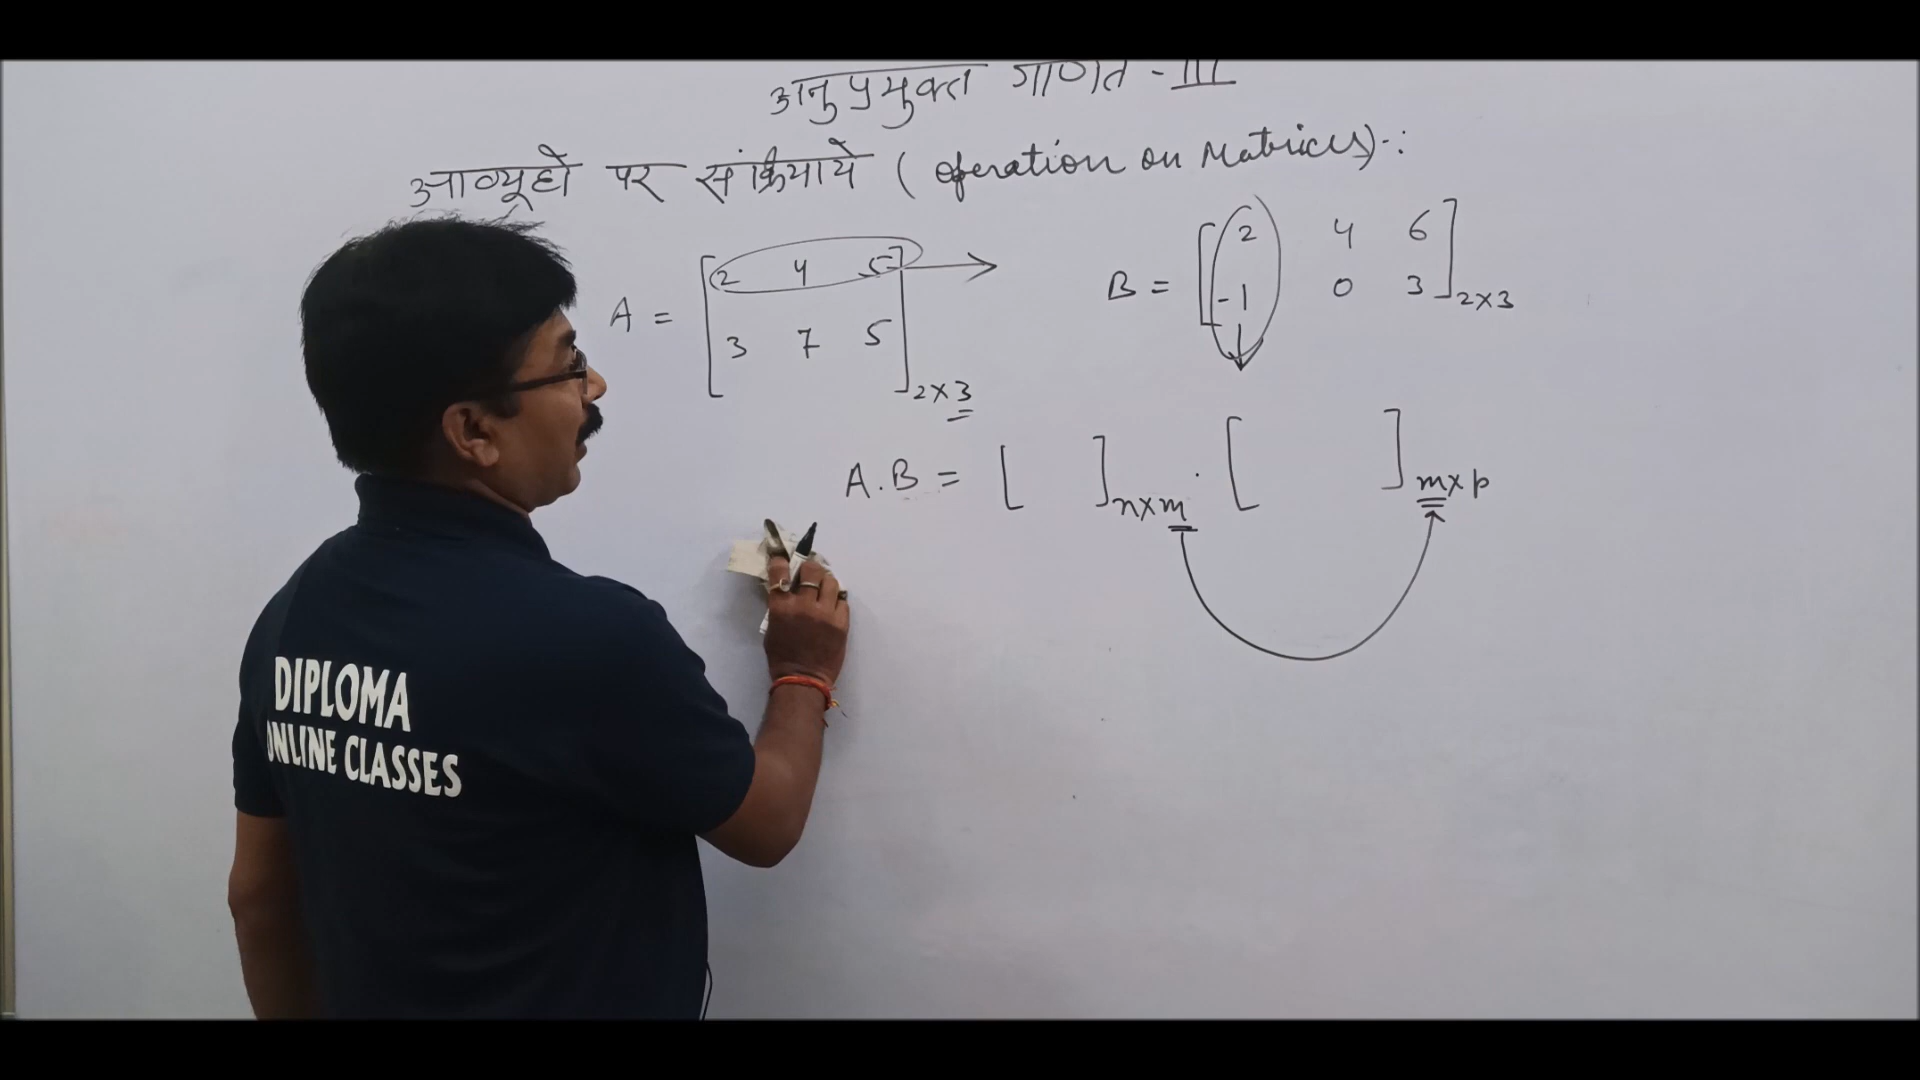 अनुप्रयुक्त गणित - III
आव्यूहों पर संक्रियायें ( operation on Matrices) -:
A = [2 4 5
3 7 5] 2×3
B = [2 4 6
-1 0 3] 2×3
A.B = [ ] n×m . [ ] m×p
DIPLOMA
ONLINE CLASSES